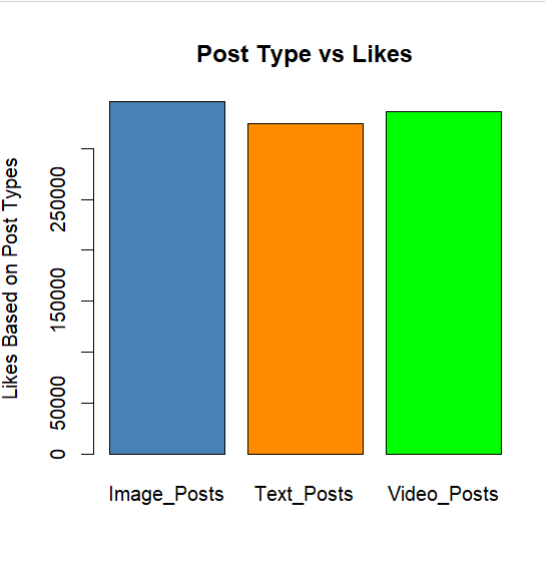 Post Type vs Likes
Likes Based on Post Types
250000
150000
50000
0
Image_Posts Text_Posts Video_Posts